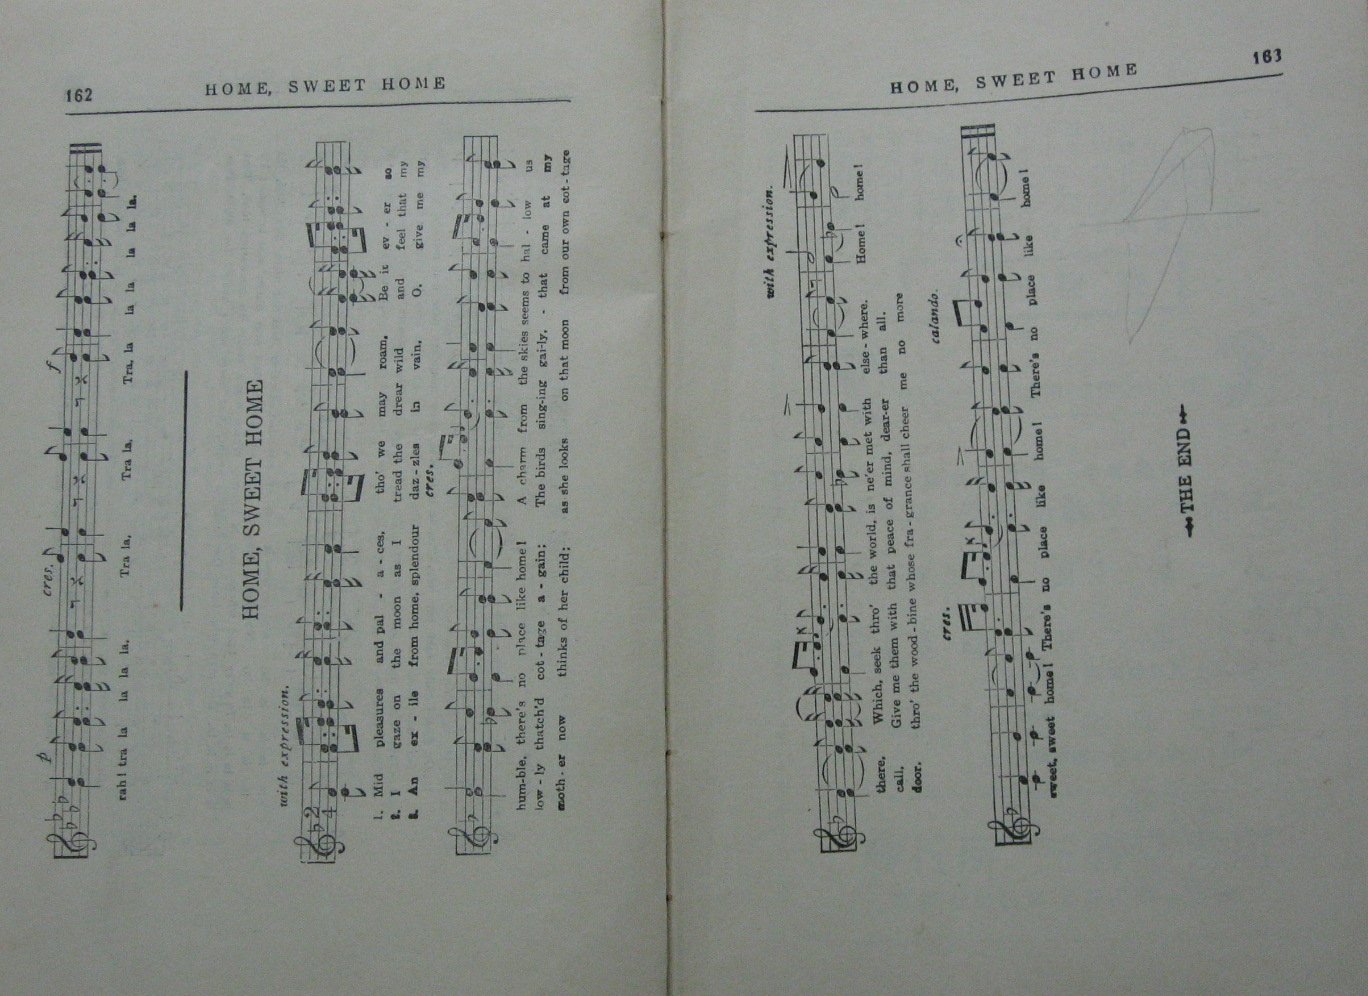 162
HOME, SWEET HOME
p
cres.
f
rah! tra la la la la. Tra la, Tra la, Tra, la la la la la la.
HOME, SWEET HOME
with expression.
2
4
1. Mid pleasures and pal - a - ces, tho' we may roam, Be it ev - er so
2. I gaze on the moon as I tread the drear wild and feel that my
3. An ex - ile from home, splendour daz - zles in vain, O, give me my
cres.
hum-ble, there's no place like home! A charm from the skies seems to hal - low us
low - ly thatch'd cot - tage a - gain; The birds sing-ing gai-ly, - that came at my
moth - er now thinks of her child; as she looks on that moon from our own cot - tage
HOME, SWEET HOME
163
with expression.
there, Which, seek thro' the world, is ne'er met with else - where. Home! home!
call, Give me them with that peace of mind, dear-er than all.
door, thro' the wood - bine whose fra - grance shall cheer me no more
cres.
calando.
sweet, sweet home! There's no place like home! There's no place like home!
THE END